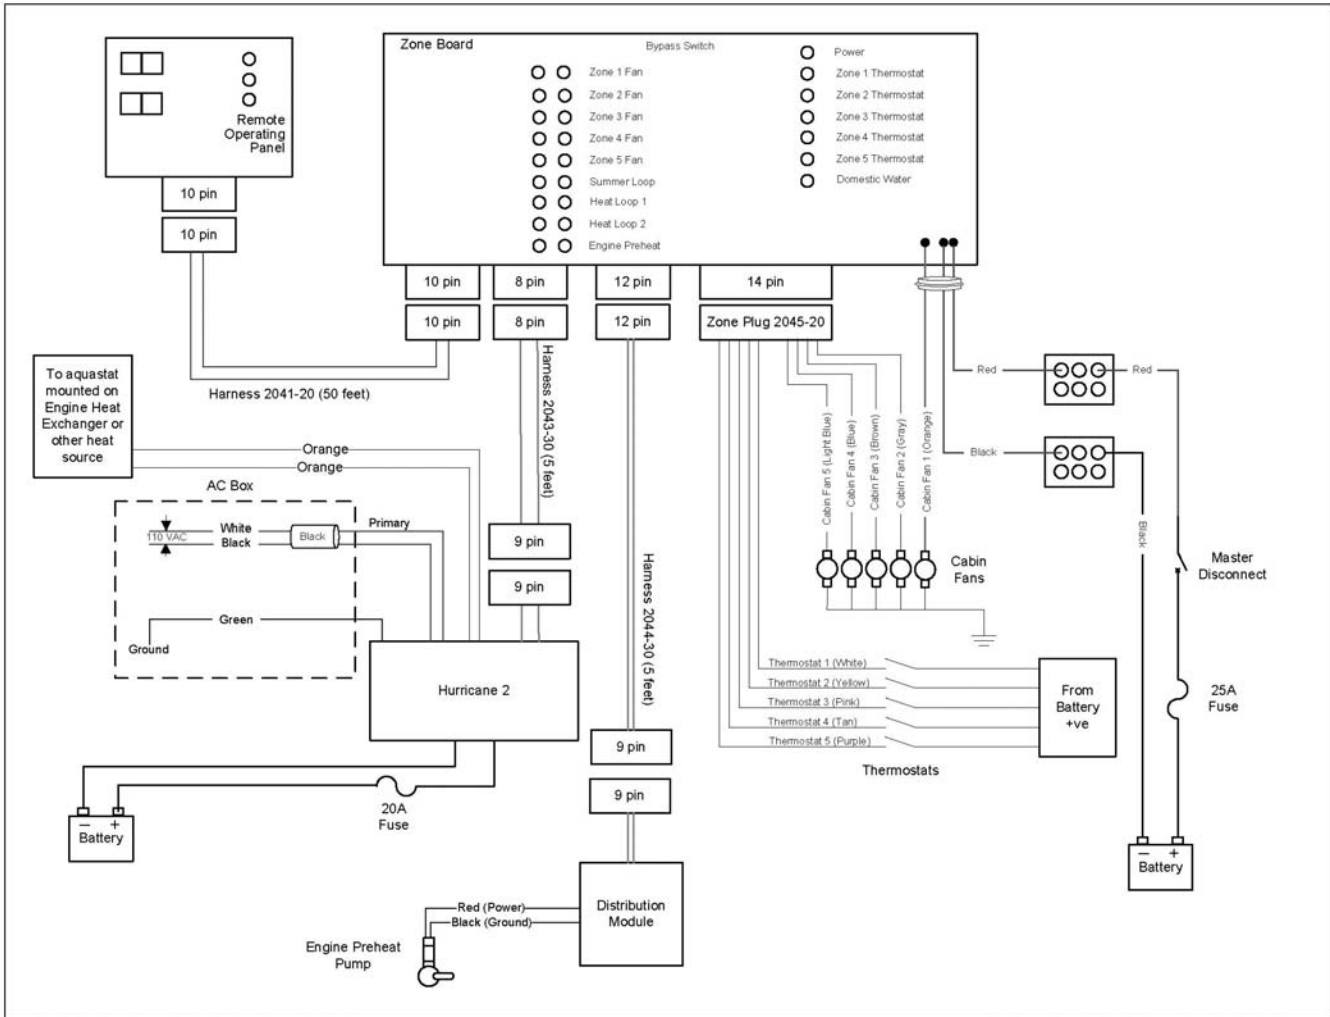 Zone Board
Bypass Switch
Zone 1 Fan
Zone 2 Fan
Zone 3 Fan
Zone 4 Fan
Zone 5 Fan
Summer Loop
Heat Loop 1
Heat Loop 2
Engine Preheat
Power
Zone 1 Thermostat
Zone 2 Thermostat
Zone 3 Thermostat
Zone 4 Thermostat
Zone 5 Thermostat
Domestic Water
Remote
Operating
Panel
10 pin
10 pin
10 pin
8 pin
12 pin
14 pin
10 pin
8 pin
12 pin
Zone Plug 2045-20
Harness 2041-20 (50 feet)
To aquastat
mounted on
Engine Heat
Exchanger or
other heat
source
Orange
Orange
Harness 2043-30 (5 feet)
Harness 2044-30 (5 feet)
AC Box
110 VAC
White
Black
Black
Primary
Green
Ground
9 pin
9 pin
Hurricane 2
20A
Fuse
– +
Battery
9 pin
9 pin
Distribution
Module
Red (Power)
Black (Ground)
Engine Preheat
Pump
Cabin Fan 5 (Light Blue)
Cabin Fan 4 (Blue)
Cabin Fan 3 (Brown)
Cabin Fan 2 (Gray)
Cabin Fan 1 (Orange)
Cabin
Fans
Red
Red
Black
Black
Master
Disconnect
25A
Fuse
Thermostat 1 (White)
Thermostat 2 (Yellow)
Thermostat 3 (Pink)
Thermostat 4 (Tan)
Thermostat 5 (Purple)
Thermostats
From
Battery
+ve
– +
Battery